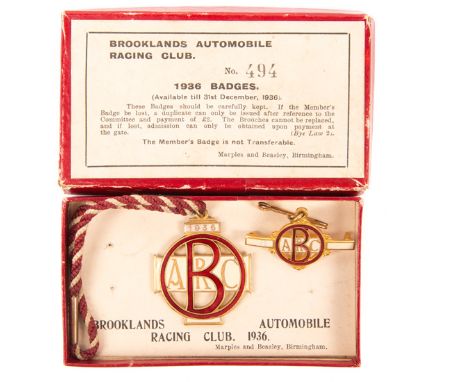 BROOKLANDS AUTOMOBILE
RACING CLUB.
No. 494
1936 BADGES.
(Available till 31st December, 1936).
These Badges should be carefully kept. If the Member's
Badge be lost, a duplicate can only be issued after reference to the
Committee and payment of £2. The Brooches cannot be replaced,
and if lost, admission can only be obtained upon payment at
the gate. (Bye Law 2).
The Member's Badge is not Transferable.
Marples and Beasley, Birmingham.
1936
B
ARC
B
ARC
BROOKLANDS AUTOMOBILE
RACING CLUB. 1936.
Marples and Beasley, Birmingham.